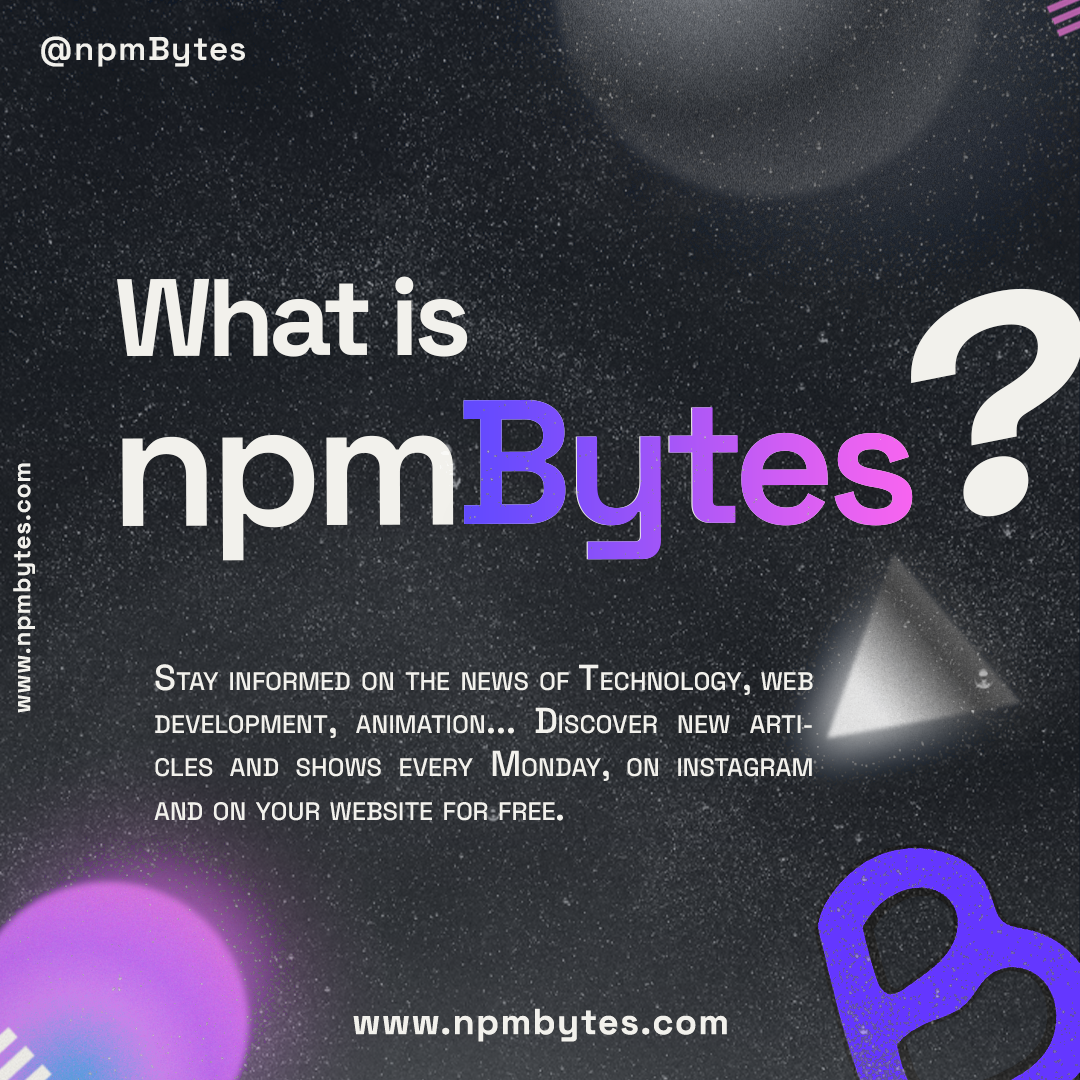 @npmBytes
What is
npmBytes?
www.npmbytes.com
Stay informed on the news of Technology, web
development, animation... Discover new arti-
cles and shows every Monday, on instagram
and on your website for free.
B
www.npmbytes.com